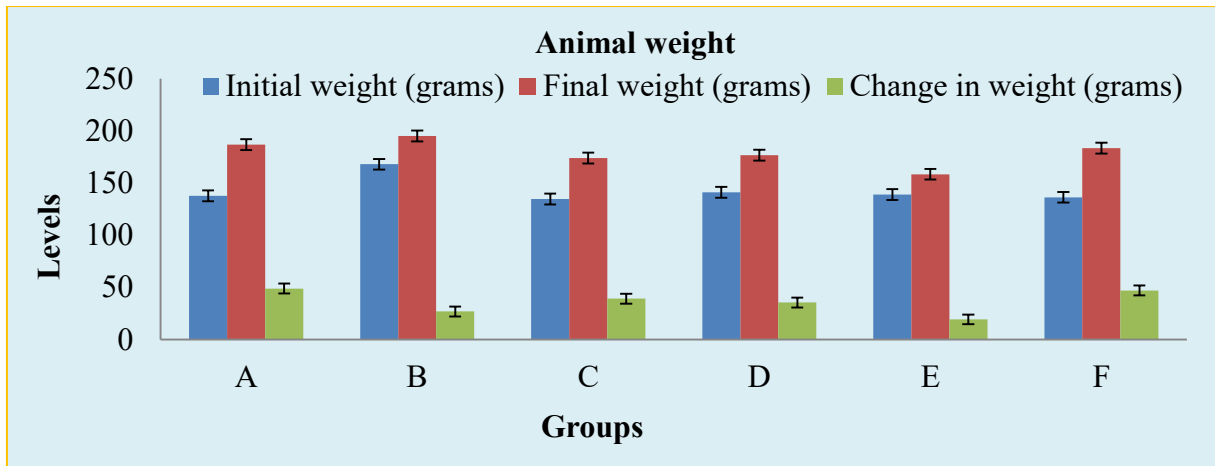 Animal weight
Initial weight (grams) Final weight (grams) Change in weight (grams)
250
200
150
100
50
0
Levels
A B C D E F
Groups